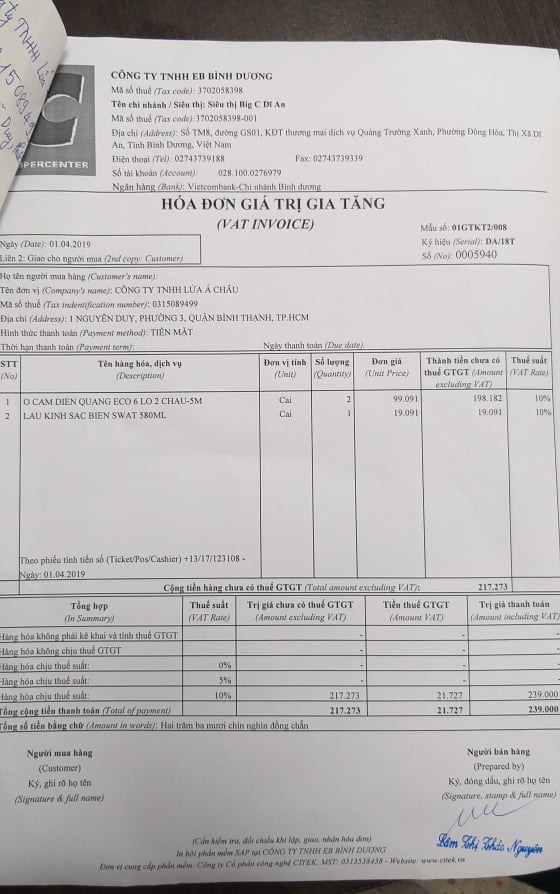 ty TNHH
15089
Duy
PERCENTER
CÔNG TY TNHH EB BÌNH DƯƠNG
Mã số thuế (Tax code): 3702058398
Tên chi nhánh / Siêu thị: Siêu thị Big C Dĩ An
Mã số thuế (Tax code):3702058398-001
Địa chỉ (Address): Số TM8, đường GS01, KĐT thương mại dịch vụ Quảng Trường Xanh, Phường Đông Hòa, Thị Xã Dĩ
An, Tỉnh Bình Dương, Việt Nam
Điện thoại (Tel): 02743739188 Fax: 02743739339
Số tài khoản (Account): 028.100.0276979
Ngân hàng (Bank): Vietcombank-Chi nhánh Bình dương
HÓA ĐƠN GIÁ TRỊ GIA TĂNG
(VAT INVOICE)
Mẫu số: 01GTKT2/008
Ngày (Date): 01.04.2019
Ký hiệu (Serial): DA/18T
Liên 2: Giao cho người mua (2nd copy: Customer)
Số (No): 0005940
Họ tên người mua hàng (Customer's name):
Tên đơn vị (Company's name): CÔNG TY TNHH LỬA Á CHÂU
Mã số thuế (Tax indentification number): 0315089499
Địa chỉ (Address): 1 NGUYỄN DUY, PHƯỜNG 3, QUẬN BÌNH THẠNH, TP.HCM
Hình thức thanh toán (Payment method): TIỀN MẶT
Thời hạn thanh toán (Payment term): Ngày thanh toán (Due date):
STT Tên hàng hóa, dịch vụ Đơn vị tính Số lượng Đơn giá Thành tiền chưa có Thuế suất
(No) (Description) (Unit) (Quantity) (Unit Price) thuế GTGT (Amount (VAT Rate)
excluding VAT)
1 O CAM DIEN QUANG ECO 6 LO 2 CHAU-5M Cai 2 99.091 198.182 10%
2 LAU KINH SAC BIEN SWAT 580ML Cai 1 19.091 19.091 10%
Theo phiếu tính tiền số (Ticket/Pos/Cashier) +13/17/123108 -
Ngày: 01.04.2019
Cộng tiền hàng chưa có thuế GTGT (Total amount excluding VAT): 217.273
Tổng hợp Thuế suất Trị giá chưa có thuế GTGT Tiền thuế GTGT Trị giá thanh toán
(In Summary) (VAT Rate) (Amount excluding VAT) (Amount VAT) (Amount including VAT)
Hàng hóa không phải kê khai và tính thuế GTGT - - -
Hàng hóa không chịu thuế GTGT - - -
Hàng hóa chịu thuế suất: 0% - - -
Hàng hóa chịu thuế suất: 5% - - -
Hàng hóa chịu thuế suất: 10% 217.273 21.727 239.000
Tổng cộng tiền thanh toán (Total of payment) 217.273 21.727 239.000
Tổng số tiền bằng chữ (Amount in words): Hai trăm ba mươi chín nghìn đồng chẵn
Người mua hàng Người bán hàng
(Customer) (Prepared by)
Ký, ghi rõ họ tên Ký, đóng dấu, ghi rõ họ tên
(Signature & full name) (Signature, stamp & full name)
Lâm Thị Thảo Nguyên
(Cần kiểm tra, đối chiếu khi lập, giao, nhận hóa đơn)
In bởi phần mềm SAP tại CÔNG TY TNHH EB BÌNH DƯƠNG
Đơn vị cung cấp phần mềm: Công ty Cổ phần công nghệ CITEK. MST: 0313538438 - Website: www.citek.vn